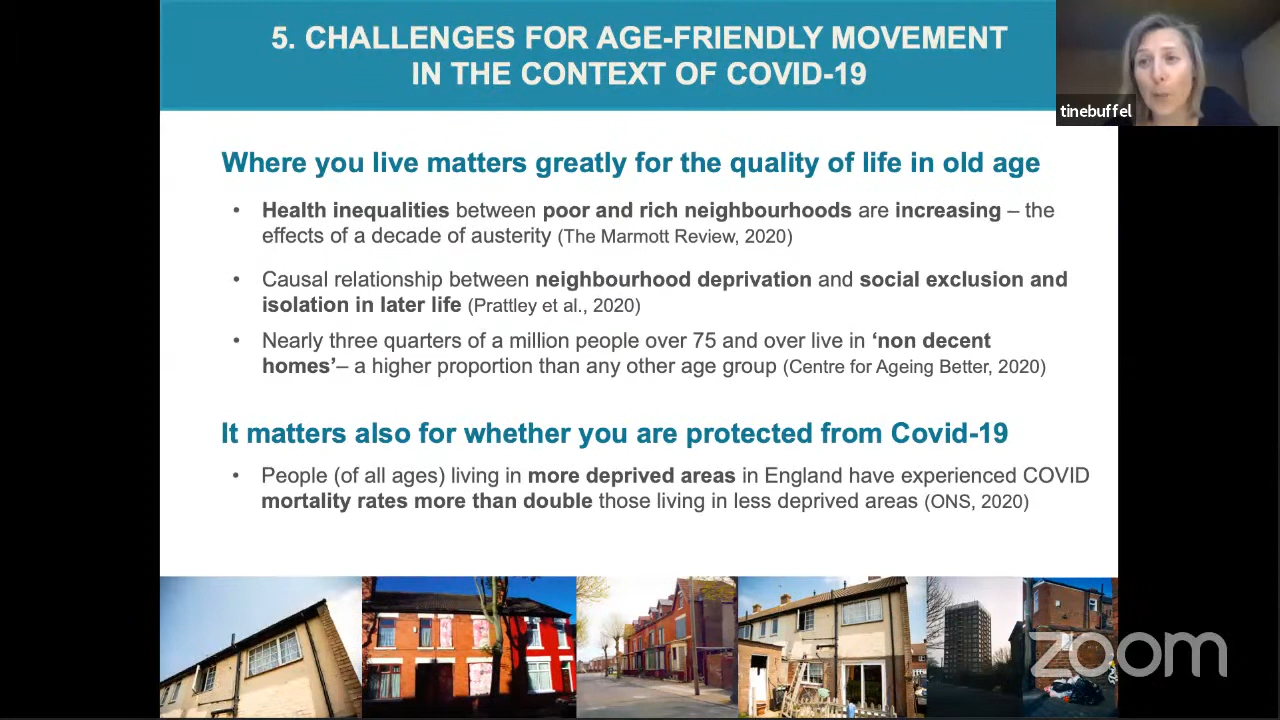 5. CHALLENGES FOR AGE-FRIENDLY MOVEMENT
IN THE CONTEXT OF COVID-19
tinebuffel
Where you live matters greatly for the quality of life in old age
• Health inequalities between poor and rich neighbourhoods are increasing – the
effects of a decade of austerity (The Marmott Review, 2020)
• Causal relationship between neighbourhood deprivation and social exclusion and
isolation in later life (Prattley et al., 2020)
• Nearly three quarters of a million people over 75 and over live in ‘non decent
homes’– a higher proportion than any other age group (Centre for Ageing Better, 2020)
It matters also for whether you are protected from Covid-19
• People (of all ages) living in more deprived areas in England have experienced COVID
mortality rates more than double those living in less deprived areas (ONS, 2020)
zoom